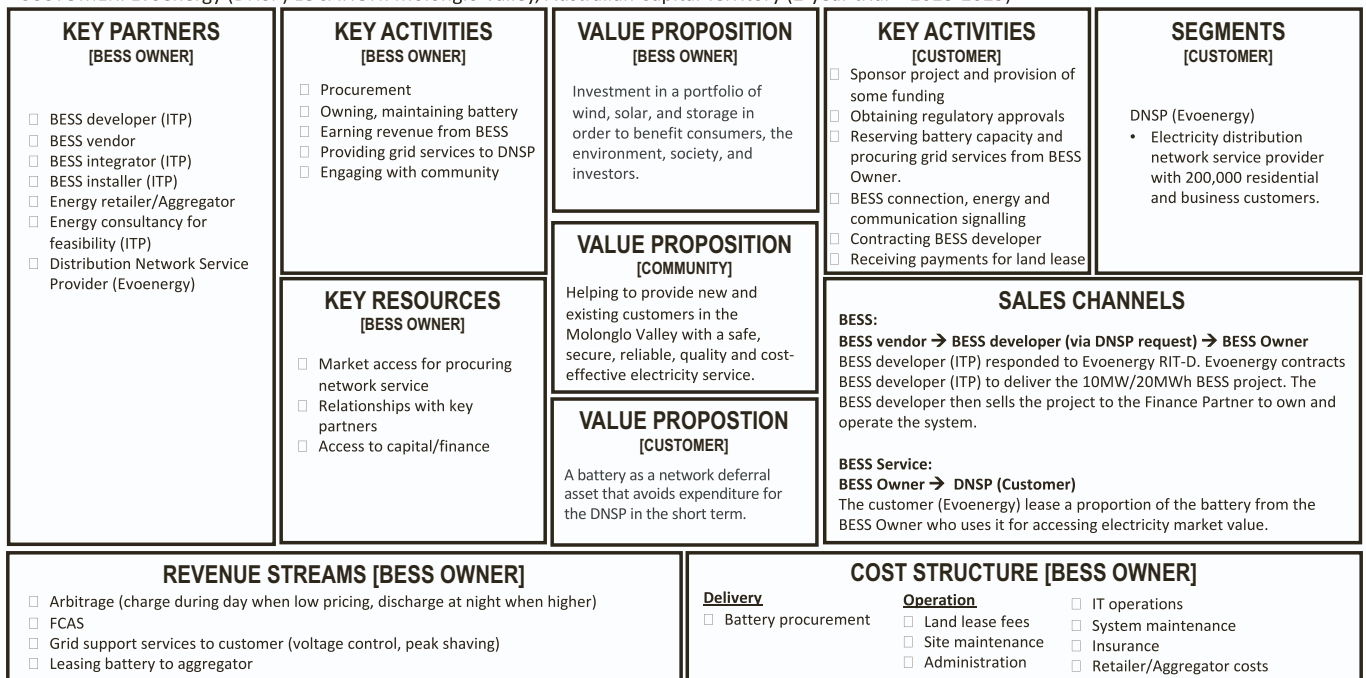 KEY PARTNERS
[BESS OWNER]
BESS developer (ITP)
BESS vendor
BESS integrator (ITP)
BESS installer (ITP)
Energy retailer/Aggregator
Energy consultancy for
feasibility (ITP)
Distribution Network Service
Provider (Evoenergy)
KEY ACTIVITIES
[BESS OWNER]
Procurement
Owning, maintaining battery
Earning revenue from BESS
Providing grid services to DNSP
Engaging with community
KEY RESOURCES
[BESS OWNER]
Market access for procuring
network service
Relationships with key
partners
Access to capital/finance
VALUE PROPOSITION
[BESS OWNER]
Investment in a portfolio of
wind, solar, and storage in
order to benefit consumers, the
environment, society, and
investors.
VALUE PROPOSITION
[COMMUNITY]
Helping to provide new and
existing customers in the
Molonglo Valley with a safe,
secure, reliable, quality and cost-
effective electricity service.
VALUE PROPOSTION
[CUSTOMER]
A battery as a network deferral
asset that avoids expenditure for
the DNSP in the short term.
KEY ACTIVITIES
[CUSTOMER]
Sponsor project and provision of
some funding
Obtaining regulatory approvals
Reserving battery capacity and
procuring grid services from BESS
Owner.
BESS connection, energy and
communication signalling
Contracting BESS developer
Receiving payments for land lease
SEGMENTS
[CUSTOMER]
DNSP (Evoenergy)
• Electricity distribution
network service provider
with 200,000 residential
and business customers.
SALES CHANNELS
BESS:
BESS vendor → BESS developer (via DNSP request) → BESS Owner
BESS developer (ITP) responded to Evoenergy RIT-D. Evoenergy contracts
BESS developer (ITP) to deliver the 10MW/20MWh BESS project. The
BESS developer then sells the project to the Finance Partner to own and
operate the system.
BESS Service:
BESS Owner → DNSP (Customer)
The customer (Evoenergy) lease a proportion of the battery from the
BESS Owner who uses it for accessing electricity market value.
REVENUE STREAMS [BESS OWNER]
Arbitrage (charge during day when low pricing, discharge at night when higher)
FCAS
Grid support services to customer (voltage control, peak shaving)
Leasing battery to aggregator
COST STRUCTURE [BESS OWNER]
Delivery
Battery procurement
Operation
Land lease fees
Site maintenance
Administration
IT operations
System maintenance
Insurance
Retailer/Aggregator costs